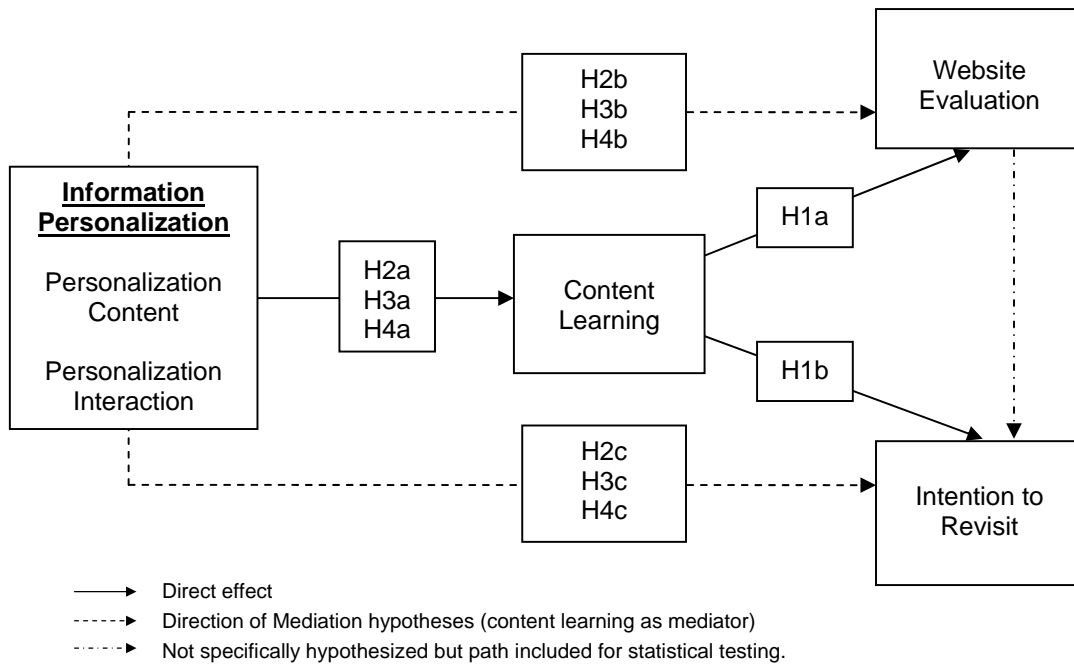 H2b
H3b
H4b
Website
Evaluation
Information
Personalization
Personalization
Content
Personalization
Interaction
H2a
H3a
H4a
Content
Learning
H1a
H1b
H2c
H3c
H4c
Intention to
Revisit
Direct effect
Direction of Mediation hypotheses (content learning as mediator)
Not specifically hypothesized but path included for statistical testing.